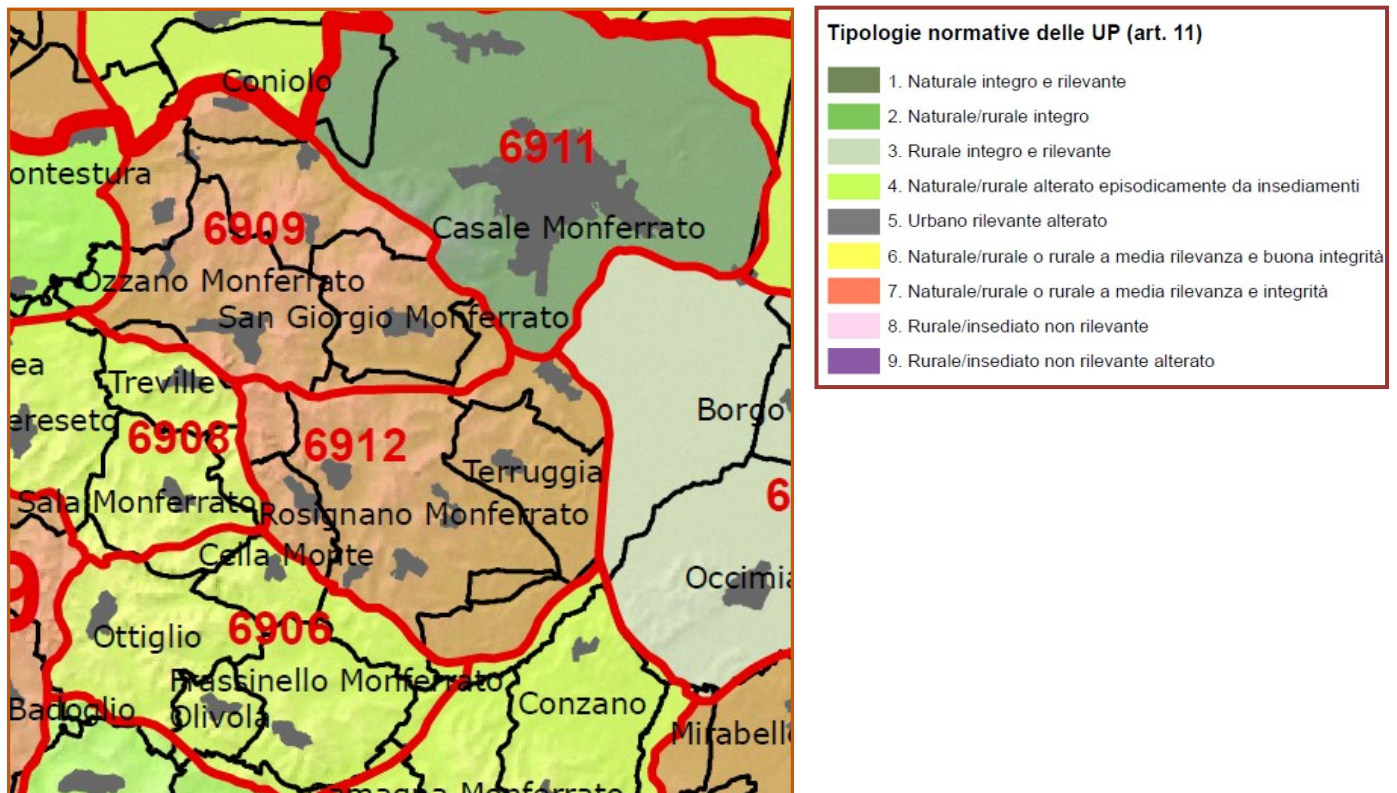 Coniolo
6911
ontestura
6909
Casale Monferrato
Ozzano Monferrato
San Giorgio Monferrato
ea
Treville
Borgo
ereseto
6908
6912
Terruggia
6
Sala Monferrato
Rosignano Monferrato
Cella Monte
9
Occimia
Ottiglio
6906
Frassinello Monferrato
Badoglio
Olivola
Conzano
Mirabello
Camagna Monferrato
Tipologie normative delle UP (art. 11)
1. Naturale integro e rilevante
2. Naturale/rurale integro
3. Rurale integro e rilevante
4. Naturale/rurale alterato episodicamente da insediamenti
5. Urbano rilevante alterato
6. Naturale/rurale o rurale a media rilevanza e buona integrità
7. Naturale/rurale o rurale a media rilevanza e integrità
8. Rurale/insediato non rilevante
9. Rurale/insediato non rilevante alterato